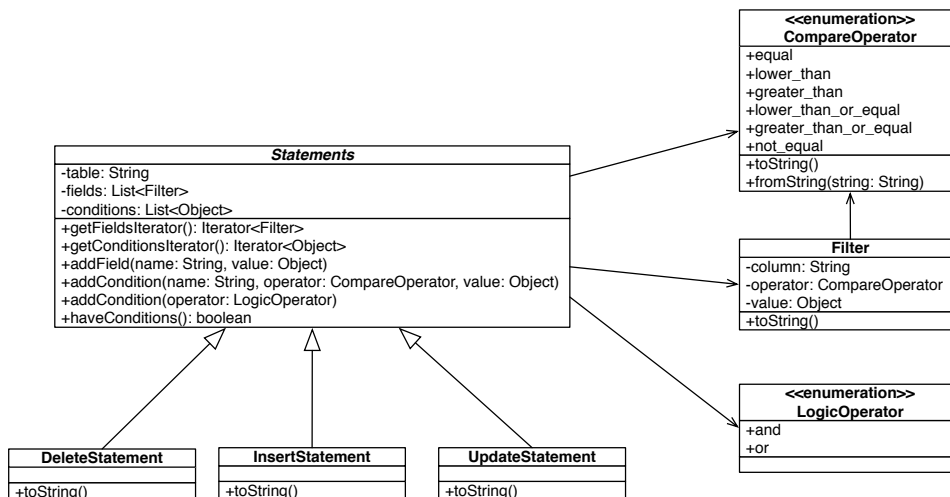 <<enumeration>>
CompareOperator
+equal
+lower_than
+greater_than
+lower_than_or_equal
+greater_than_or_equal
+not_equal
+toString()
+fromString(string: String)
Statements
-table: String
-fields: List<Filter>
-conditions: List<Object>
+getFieldsIterator(): Iterator<Filter>
+getConditionsIterator(): Iterator<Object>
+addField(name: String, value: Object)
+addCondition(name: String, operator: CompareOperator, value: Object)
+addCondition(operator: LogicOperator)
+haveConditions(): boolean
Filter
-column: String
-operator: CompareOperator
-value: Object
+toString()
<<enumeration>>
LogicOperator
+and
+or
DeleteStatement
+toString()
InsertStatement
+toString()
UpdateStatement
+toString()